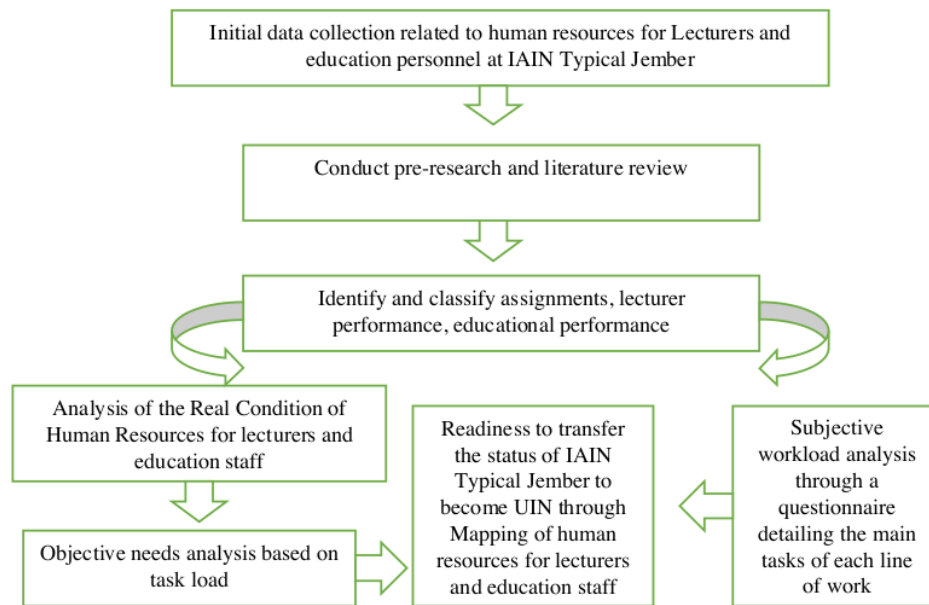 Initial data collection related to human resources for Lecturers and
education personnel at IAIN Typical Jember
Conduct pre-research and literature review
Identify and classify assignments, lecturer
performance, educational performance
Analysis of the Real Condition of
Human Resources for lecturers and
education staff
Objective needs analysis based on
task load
Readiness to transfer
the status of IAIN
Typical Jember to
become UIN through
Mapping of human
resources for lecturers
and education staff
Subjective
workload analysis
through a
questionnaire
detailing the main
tasks of each line
of work